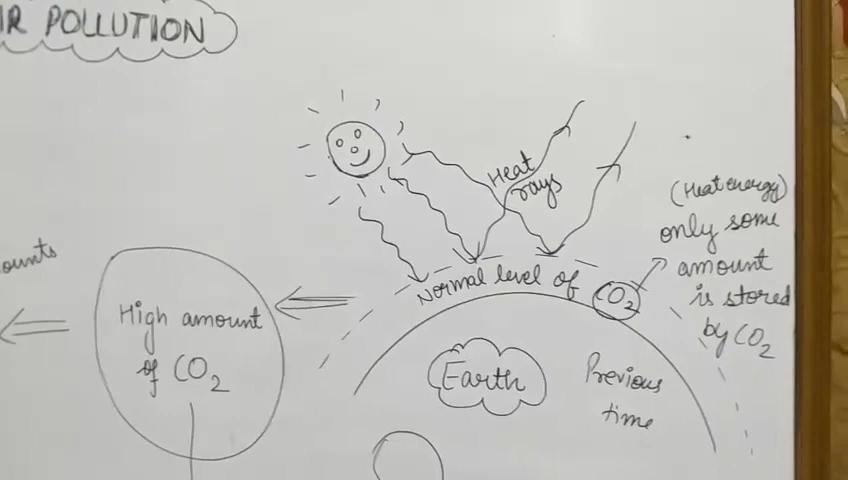 IR POLLUTION
Heat
rays
(Heat energy)
only some
amount
is stored
by CO2
Normal level of CO2
ounts
High amount
of CO2
Earth
Previous
time